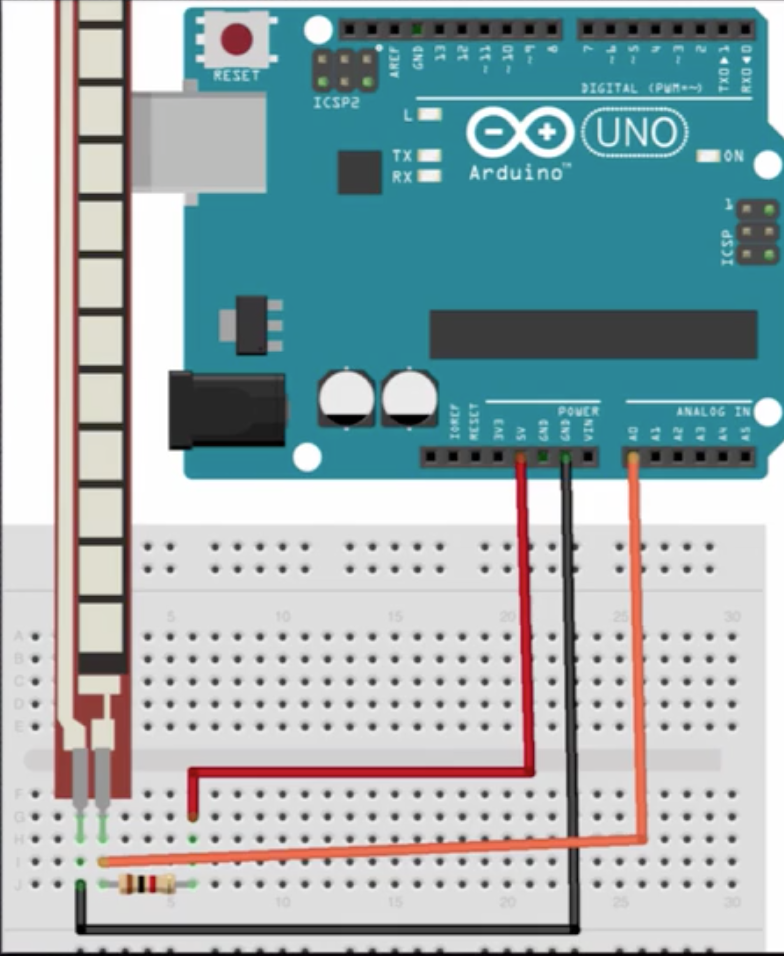 RESET
ICSP2
AREF
GND
13
12
~11
~10
~9
8
7
~6
~5
4
~3
2
TX0▶1
RX0◀0
DIGITAL (PWM=~)
L
TX
RX
Arduino™
UNO
ON
1
ICSP
IOREF
RESET
3V3
5V
GND
GND
VIN
POWER
ANALOG IN
A0
A1
A2
A3
A4
A5
5 10 15 20 25 30
A
B
C
D
E
F
G
H
I
J
5 10 15 20 25 30